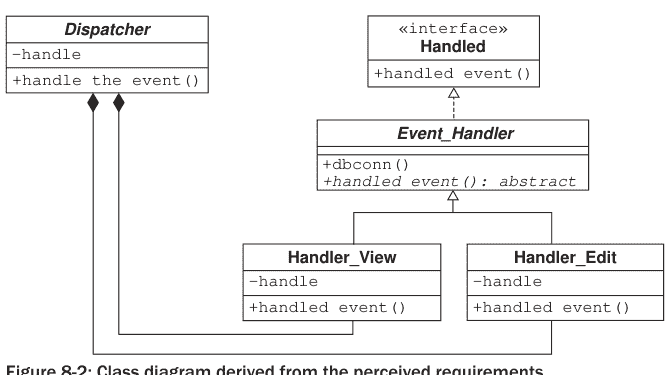 Dispatcher
-handle
+handle the event()
«interface»
Handled
+handled event()
Event_Handler
+dbconn()
+handled event(): abstract
Handler_View
-handle
+handled event()
Handler_Edit
-handle
+handled event()
Figure 8-2: Class diagram derived from the perceived requirements